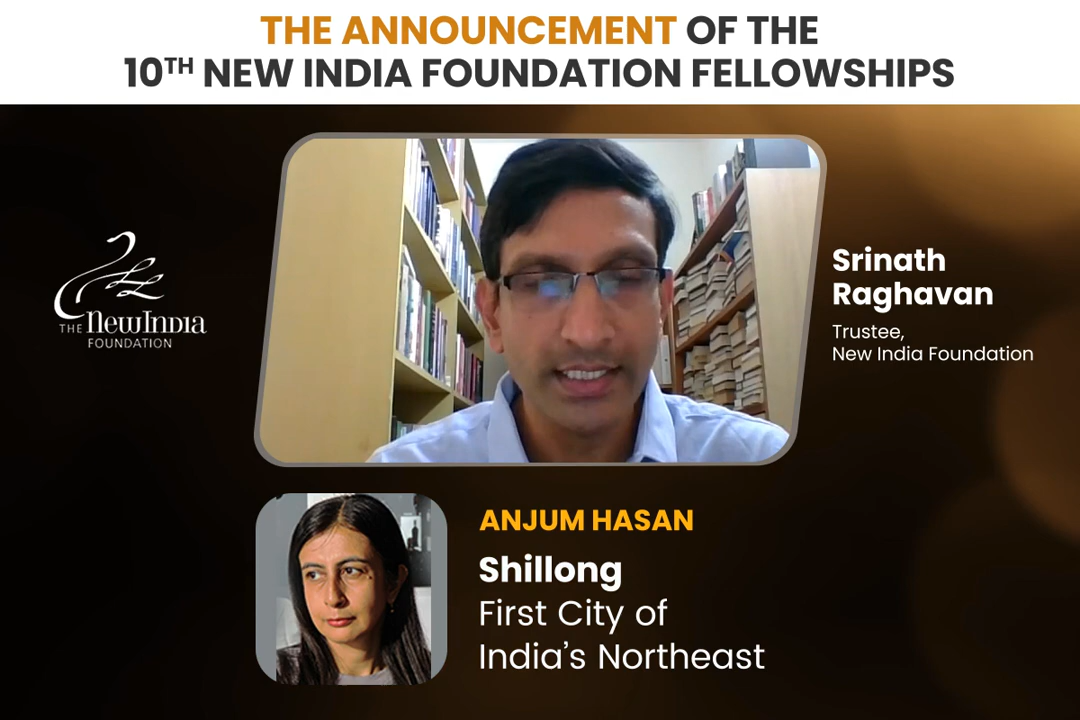 THE ANNOUNCEMENT OF THE
10TH NEW INDIA FOUNDATION FELLOWSHIPS
THE NEWINDIA
FOUNDATION
Srinath
Raghavan
Trustee,
New India Foundation
ANJUM HASAN
Shillong
First City of
India’s Northeast